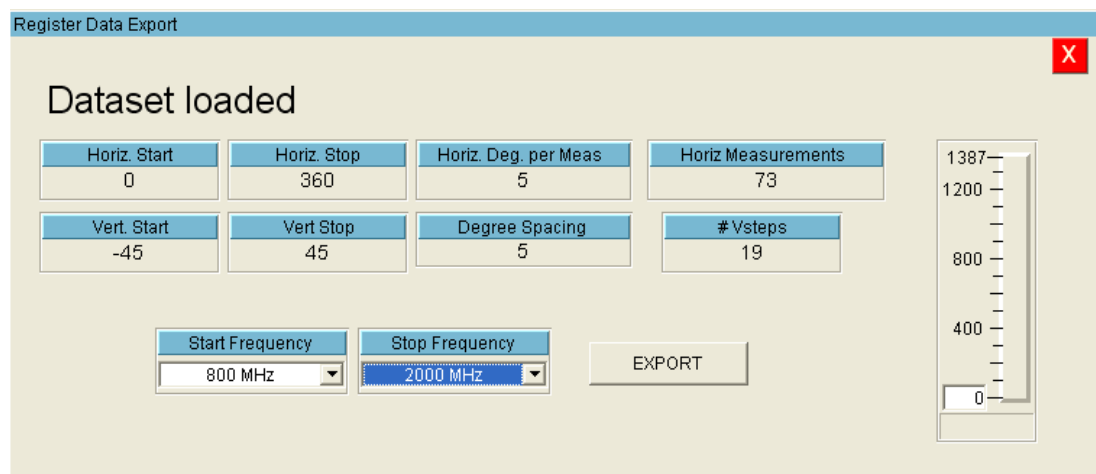 Register Data Export
X
Dataset loaded
Horiz. Start
0
Horiz. Stop
360
Horiz. Deg. per Meas
5
Horiz Measurements
73
Vert. Start
-45
Vert Stop
45
Degree Spacing
5
# Vsteps
19
Start Frequency
800 MHz
Stop Frequency
2000 MHz
EXPORT
1387
1200
800
400
0